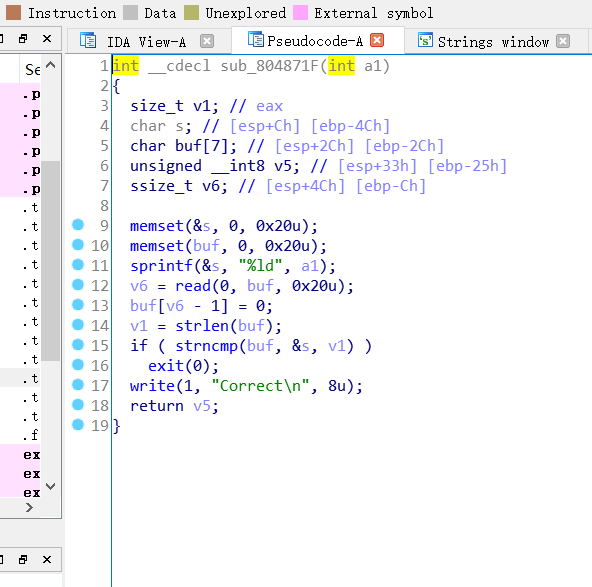 Instruction Data Unexplored External symbol
IDA View-A Pseudocode-A Strings window
Se
.p
.p
.p
.p
.p
.t
.t
.t
.t
.t
.t
.t
.t
.t
.t
.t
.t
.f
ex
ex
ex
1 int __cdecl sub_804871F(int a1)
2 {
3 size_t v1; // eax
4 char s; // [esp+Ch] [ebp-4Ch]
5 char buf[7]; // [esp+2Ch] [ebp-2Ch]
6 unsigned __int8 v5; // [esp+33h] [ebp-25h]
7 ssize_t v6; // [esp+4Ch] [ebp-Ch]
8
9 memset(&s, 0, 0x20u);
10 memset(buf, 0, 0x20u);
11 sprintf(&s, "%ld", a1);
12 v6 = read(0, buf, 0x20u);
13 buf[v6 - 1] = 0;
14 v1 = strlen(buf);
15 if ( strncmp(buf, &s, v1) )
16 exit(0);
17 write(1, "Correct\n", 8u);
18 return v5;
19 }